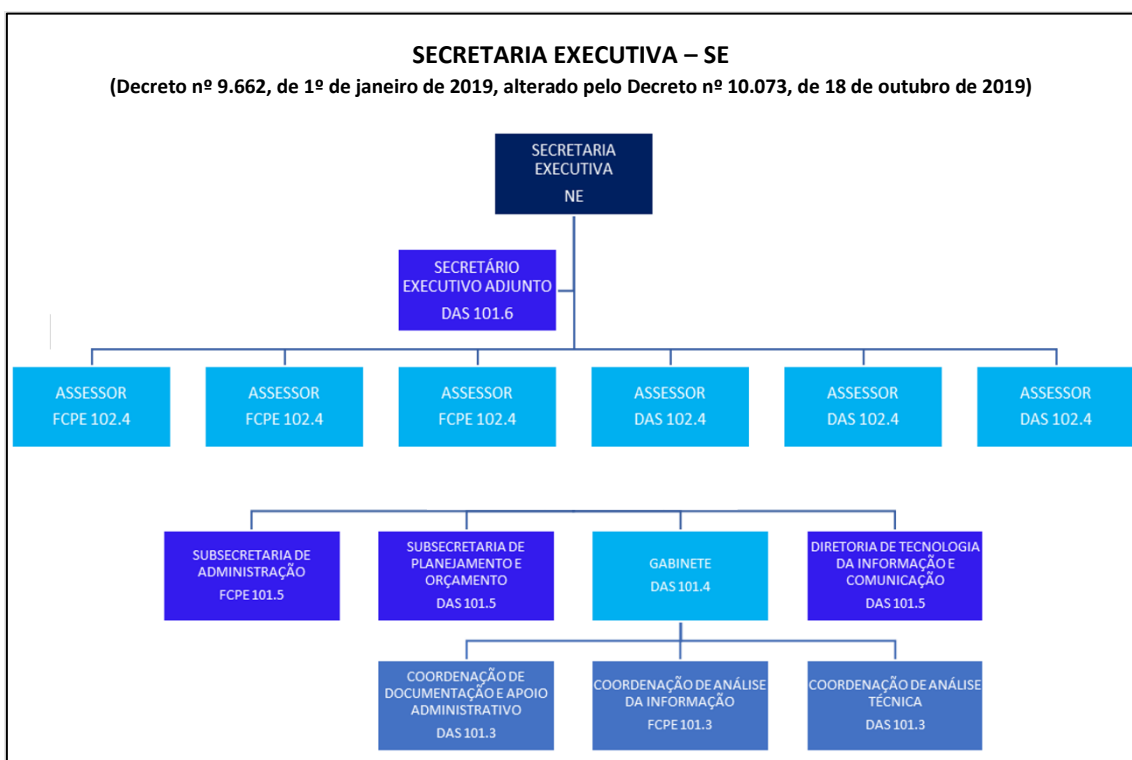 SECRETARIA EXECUTIVA – SE
(Decreto nº 9.662, de 1º de janeiro de 2019, alterado pelo Decreto nº 10.073, de 18 de outubro de 2019)
SECRETARIA
EXECUTIVA
NE
SECRETÁRIO
EXECUTIVO ADJUNTO
DAS 101.6
ASSESSOR
FCPE 102.4
ASSESSOR
FCPE 102.4
ASSESSOR
FCPE 102.4
ASSESSOR
DAS 102.4
ASSESSOR
DAS 102.4
ASSESSOR
DAS 102.4
SUBSECRETARIA DE
ADMINISTRAÇÃO
FCPE 101.5
SUBSECRETARIA DE
PLANEJAMENTO E
ORÇAMENTO
DAS 101.5
GABINETE
DAS 101.4
DIRETORIA DE TECNOLOGIA
DA INFORMAÇÃO E
COMUNICAÇÃO
DAS 101.5
COORDENAÇÃO DE
DOCUMENTAÇÃO E APOIO
ADMINISTRATIVO
DAS 101.3
COORDENAÇÃO DE ANÁLISE
DA INFORMAÇÃO
FCPE 101.3
COORDENAÇÃO DE ANÁLISE
TÉCNICA
DAS 101.3